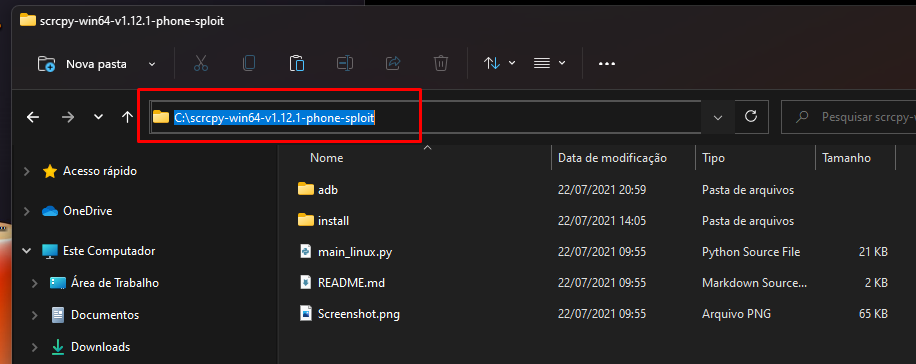 scrcpy-win64-v1.12.1-phone-sploit
Nova pasta
C:\scrcpy-win64-v1.12.1-phone-sploit
Pesquisar scrcpy-w
Nome Data de modificação Tipo Tamanho
Acesso rápido
OneDrive
Este Computador
Área de Trabalho
Documentos
Downloads
adb 22/07/2021 20:59 Pasta de arquivos
install 22/07/2021 14:05 Pasta de arquivos
main_linux.py 22/07/2021 09:55 Python Source File 21 KB
README.md 22/07/2021 09:55 Markdown Source... 2 KB
Screenshot.png 22/07/2021 09:55 Arquivo PNG 65 KB